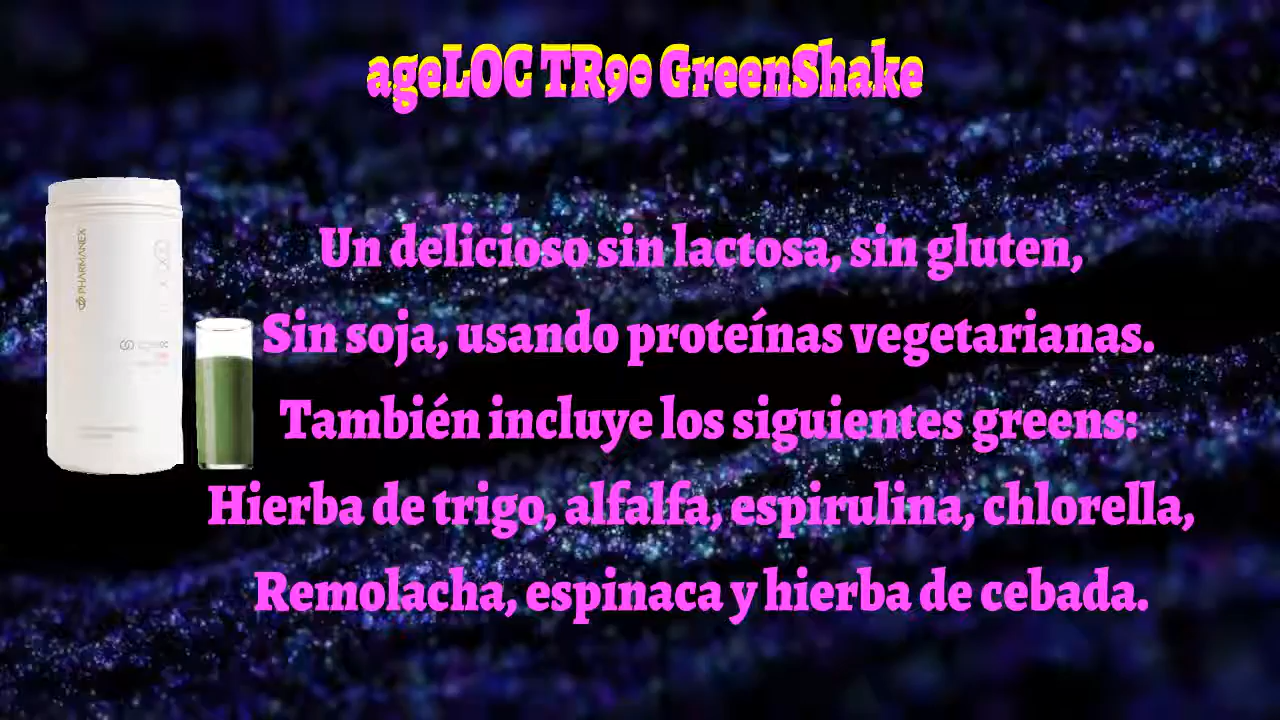 ageLOC TR90 GreenShake
PHARMANEX
Un delicioso sin lactosa, sin gluten,
Sin soja, usando proteínas vegetarianas.
También incluye los siguientes greens:
Hierba de trigo, alfalfa, espirulina, chlorella,
Remolacha, espinaca y hierba de cebada.